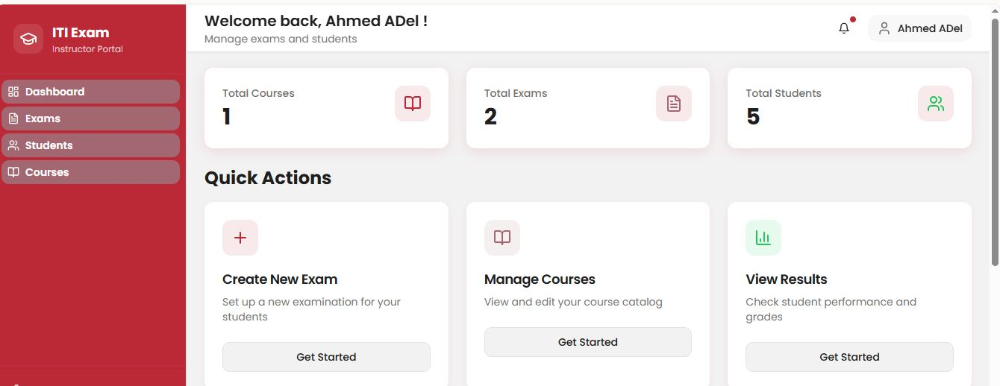 ITI Exam
Instructor Portal
Dashboard
Exams
Students
Courses
Welcome back, Ahmed ADel !
Manage exams and students
Ahmed ADel
Total Courses
1
Total Exams
2
Total Students
5
Quick Actions
Create New Exam
Set up a new examination for your
students
Get Started
Manage Courses
View and edit your course catalog
Get Started
View Results
Check student performance and
grades
Get Started